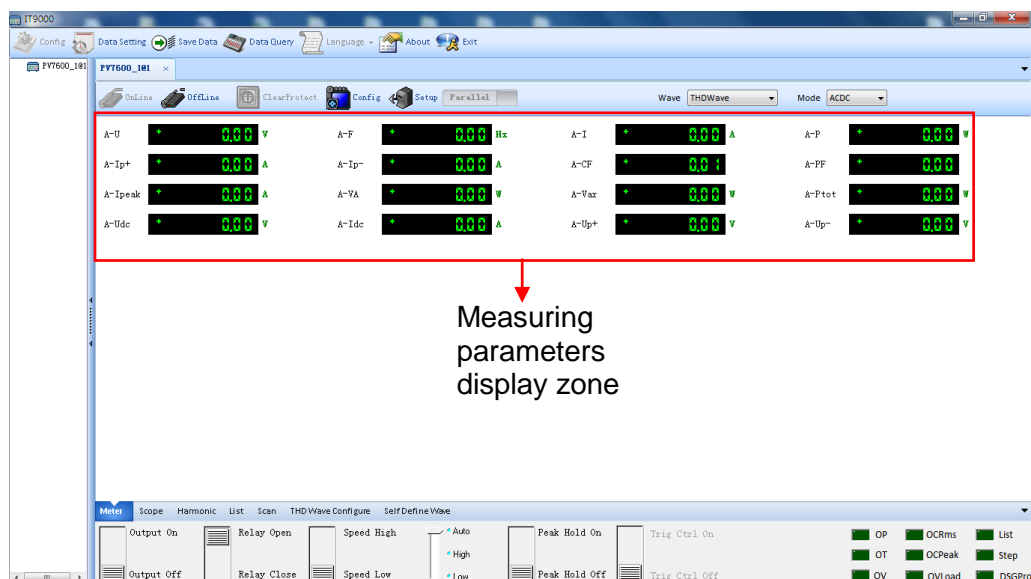 IT9000
Config Data Setting Save Data Data Query Language About Exit
PV7600_1@1 PV7600_1@1 ×
OnLine OffLine ClearProtect Config Setup Parallel Wave THDWave Mode ACDC
A-U + 0.00 V A-F + 0.00 Hz A-I + 0.00 A A-P + 0.00 W
A-Ip+ + 0.00 A A-Ip- + 0.00 A A-CF + 0.01 A-PF + 0.00
A-Ipeak + 0.00 A A-VA + 0.00 W A-Var + 0.00 W A-Ptot + 0.00 W
A-Udc + 0.00 V A-Idc + 0.00 A A-Up+ + 0.00 V A-Up- + 0.00 V
Measuring
parameters
display zone
Meter Scope Harmonic List Scan THD Wave Configure Self Define Wave
Output On Relay Open Speed High Auto Peak Hold On Trig Ctrl On OP OCRms List
High OT OCPeak Step
Output Off Relay Close Speed Low Low Peak Hold Off Trig Ctrl Off OV OVLoad DSGPro